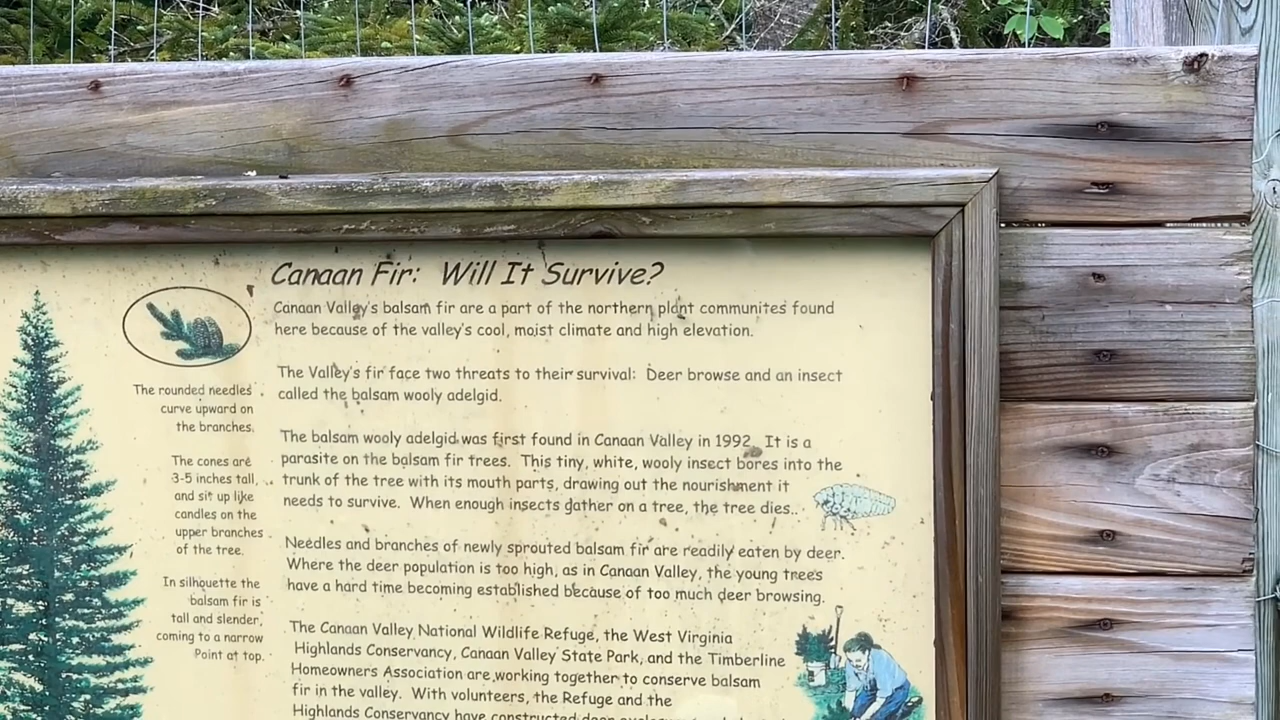 Canaan Fir: Will It Survive?
Canaan Valley's balsam fir are a part of the northern plant communites found
here because of the valley's cool, moist climate and high elevation.
The Valley's fir face two threats to their survival: Deer browse and an insect
called the balsam wooly adelgid.
The balsam wooly adelgid was first found in Canaan Valley in 1992. It is a
parasite on the balsam fir trees. This tiny, white, wooly insect bores into the
trunk of the tree with its mouth parts, drawing out the nourishment it
needs to survive. When enough insects gather on a tree, the tree dies..
Needles and branches of newly sprouted balsam fir are readily eaten by deer.
Where the deer population is too high, as in Canaan Valley, the young trees
have a hard time becoming established because of too much deer browsing.
The Canaan Valley National Wildlife Refuge, the West Virginia
Highlands Conservancy, Canaan Valley State Park, and the Timberline
Homeowners Association are working together to conserve balsam
fir in the valley. With volunteers, the Refuge and the
Highlands Conservancy have constructed deer
The rounded needles
curve upward on
the branches.
The cones are
3-5 inches tall,
and sit up like
candles on the
upper branches
of the tree.
In silhouette the
balsam fir is
tall and slender,
coming to a narrow
Point at top.